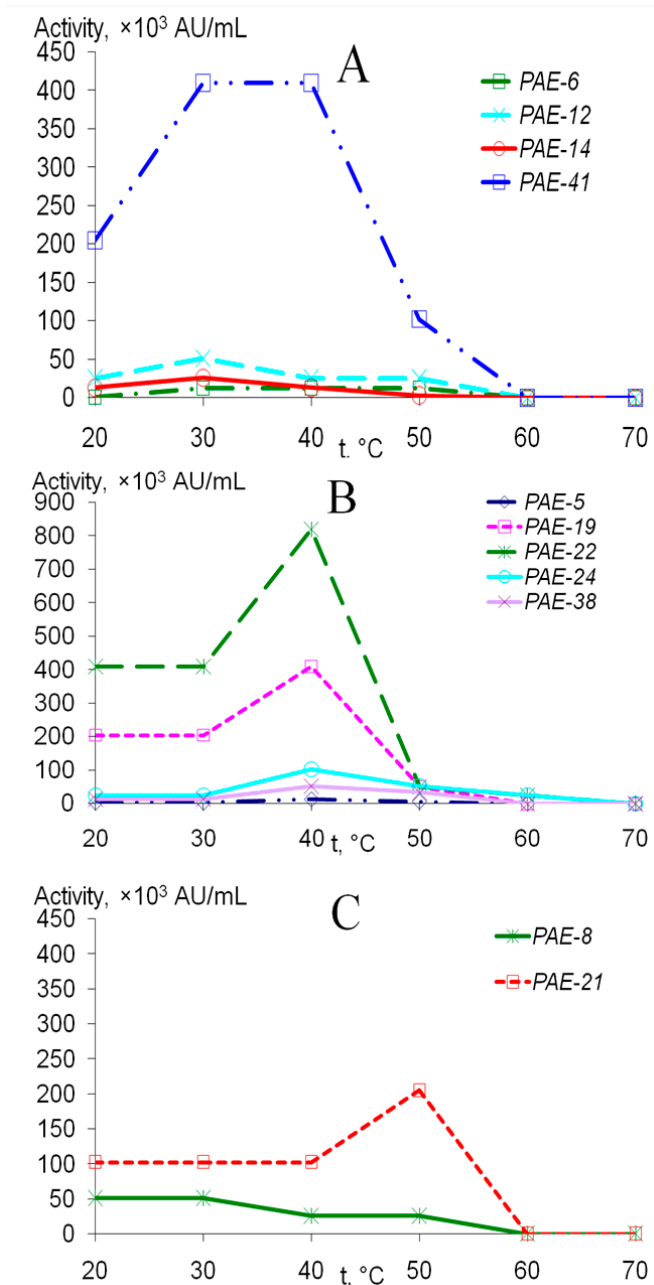 Activity, ×10³ AU/mL
A
450
400
350
300
250
200
150
100
50
0
PAE-6
PAE-12
PAE-14
PAE-41
20 30 40 50 60 70
t. °C
Activity, ×10³ AU/mL
B
900
800
700
600
500
400
300
200
100
0
PAE-5
PAE-19
PAE-22
PAE-24
PAE-38
20 30 40 50 60 70
t, °C
Activity, ×10³ AU/mL
C
450
400
350
300
250
200
150
100
50
0
PAE-8
PAE-21
20 30 40 50 60 70
t. °C